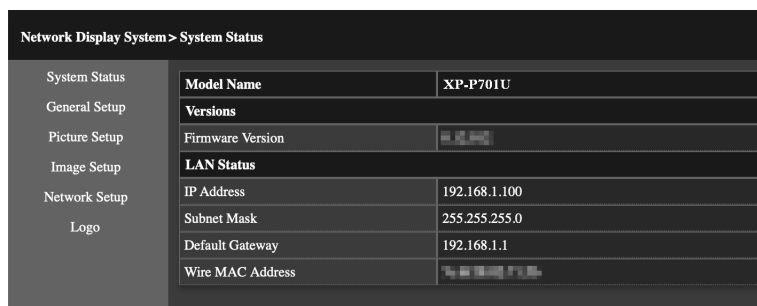 Network Display System > System Status
System Status
General Setup
Picture Setup
Image Setup
Network Setup
Logo
Model Name XP-P701U
Versions
Firmware Version
LAN Status
IP Address 192.168.1.100
Subnet Mask 255.255.255.0
Default Gateway 192.168.1.1
Wire MAC Address